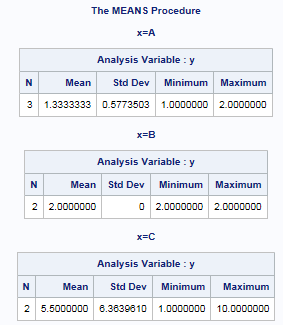 The MEANS Procedure
x=A
Analysis Variable : y
N Mean Std Dev Minimum Maximum
3 1.3333333 0.5773503 1.0000000 2.0000000
x=B
Analysis Variable : y
N Mean Std Dev Minimum Maximum
2 2.0000000 0 2.0000000 2.0000000
x=C
Analysis Variable : y
N Mean Std Dev Minimum Maximum
2 5.5000000 6.3639610 1.0000000 10.0000000